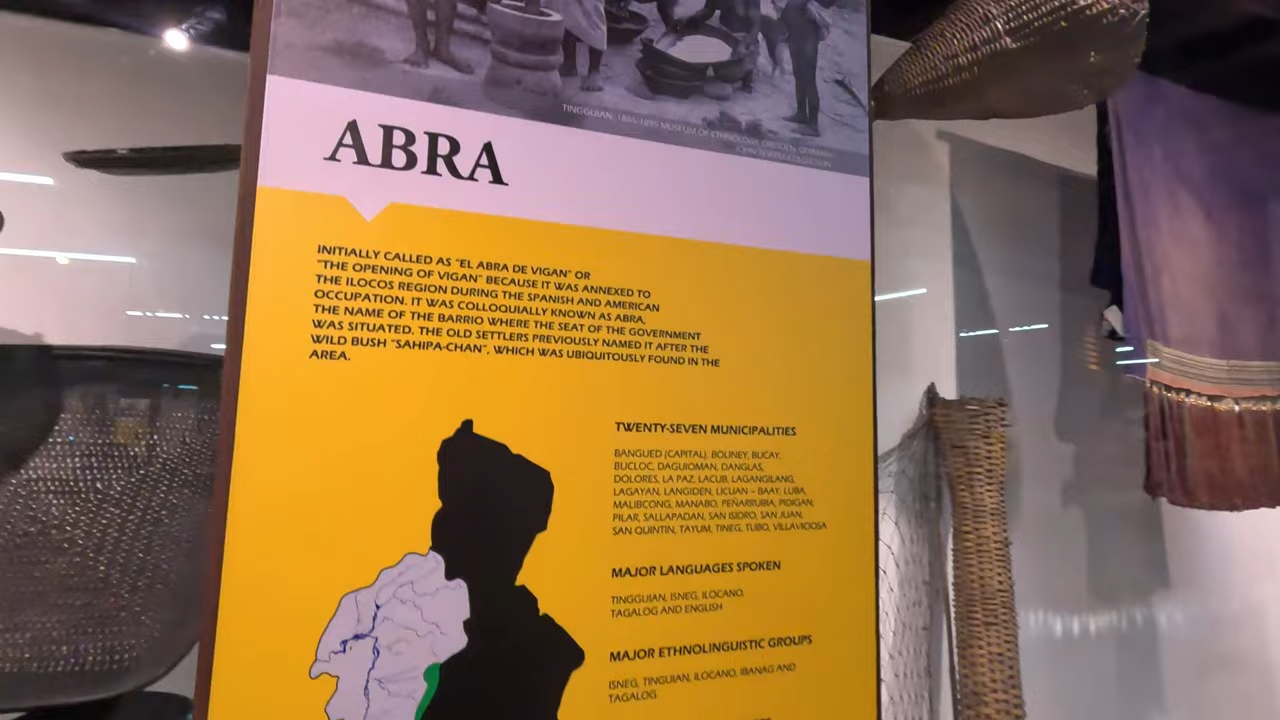 TINGGUIAN, 1885-1895 MUSEUM OF ETHNOLOGY, DRESDEN, GERMANY
JOHN JEWELL COLLECTION
ABRA
INITIALLY CALLED AS "EL ABRA DE VIGAN" OR
"THE OPENING OF VIGAN" BECAUSE IT WAS ANNEXED TO
THE ILOCOS REGION DURING THE SPANISH AND AMERICAN
OCCUPATION. IT WAS COLLOQUIALLY KNOWN AS ABRA,
THE NAME OF THE BARRIO WHERE THE SEAT OF THE GOVERNMENT
WAS SITUATED. THE OLD SETTLERS PREVIOUSLY NAMED IT AFTER THE
WILD BUSH "SAHIPA-CHAN", WHICH WAS UBIQUITOUSLY FOUND IN THE
AREA.
TWENTY-SEVEN MUNICIPALITIES
BANGUED (CAPITAL), BOLINEY, BUCAY,
BUCLOC, DAGUIOMAN, DANGLAS,
DOLORES, LA PAZ, LACUB, LAGANGILANG,
LAGAYAN, LANGIDEN, LICUAN – BAAY, LUBA,
MALIBCONG, MANABO, PEÑARRUBIA, PIDIGAN,
PILAR, SALLAPADAN, SAN ISIDRO, SAN JUAN,
SAN QUINTIN, TAYUM, TINEG, TUBO, VILLAVICIOSA
MAJOR LANGUAGES SPOKEN
TINGGUIAN, ISNEG, ILOCANO,
TAGALOG AND ENGLISH
MAJOR ETHNOLINGUISTIC GROUPS
ISNEG, TINGUIAN, ILOCANO, IBANAG AND
TAGALOG